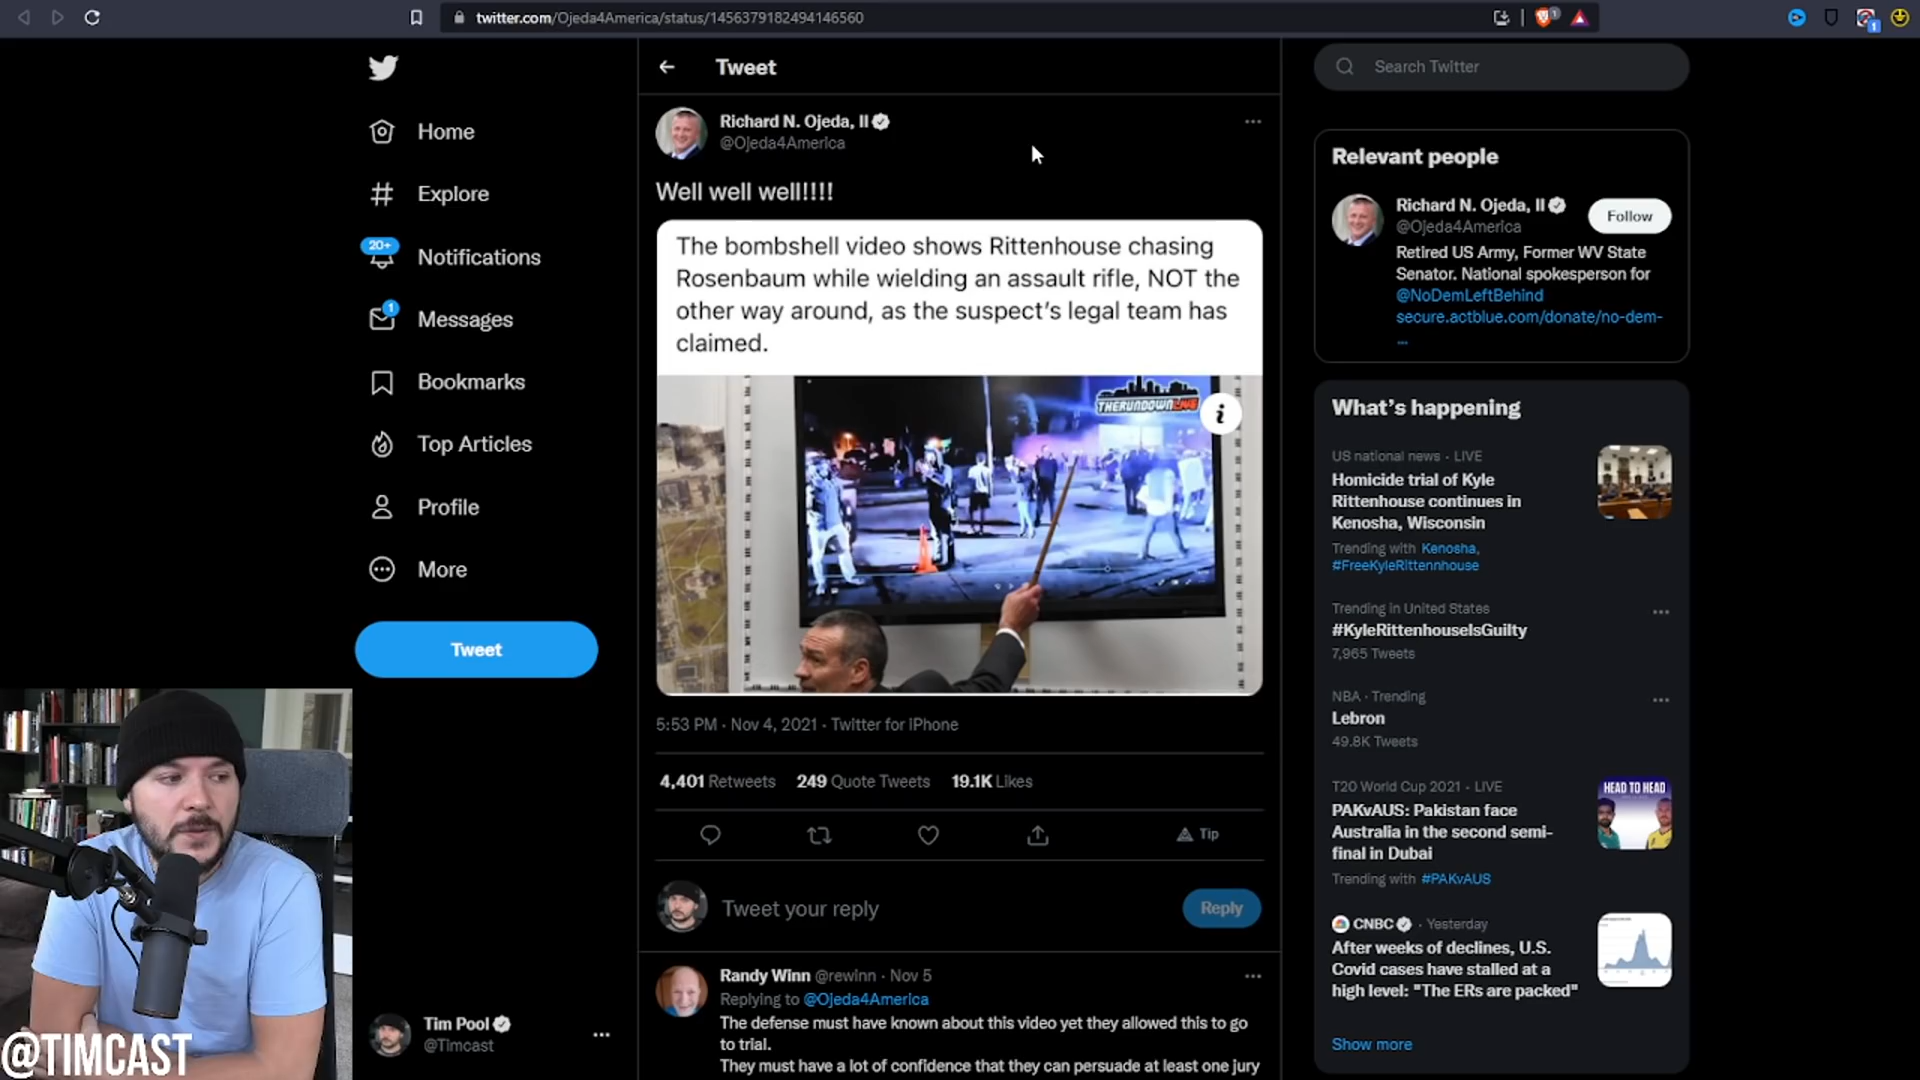 twitter.com/Ojeda4America/status/1456379182494146560
Home
Explore
20+
Notifications
1
Messages
Bookmarks
Top Articles
Profile
More
Tweet
Tim Pool
@Timcast
@TIMCAST
Tweet
Richard N. Ojeda, II
@Ojeda4America
Well well well!!!!
The bombshell video shows Rittenhouse chasing
Rosenbaum while wielding an assault rifle, NOT the
other way around, as the suspect's legal team has
claimed.
THERUNDOWNLIVE
i
5:53 PM · Nov 4, 2021 · Twitter for iPhone
4,401 Retweets 249 Quote Tweets 19.1K Likes
Tip
Tweet your reply
Reply
Randy Winn @rewinn · Nov 5
Replying to @Ojeda4America
The defense must have known about this video yet they allowed this to go
to trial.
They must have a lot of confidence that they can persuade at least one jury
Search Twitter
Relevant people
Richard N. Ojeda, II
@Ojeda4America
Follow
Retired US Army, Former WV State
Senator. National spokesperson for
@NoDemLeftBehind
secure.actblue.com/donate/no-dem-
...
What's happening
US national news · LIVE
Homicide trial of Kyle
Rittenhouse continues in
Kenosha, Wisconsin
Trending with Kenosha,
#FreeKyleRittennhouse
Trending in United States
#KyleRittenhouseIsGuilty
7,965 Tweets
NBA · Trending
Lebron
49.8K Tweets
T20 World Cup 2021 · LIVE
PAKvAUS: Pakistan face
Australia in the second semi-
final in Dubai
HEAD TO HEAD
Trending with #PAKvAUS
CNBC · Yesterday
After weeks of declines, U.S.
Covid cases have stalled at a
high level: "The ERs are packed"
Show more